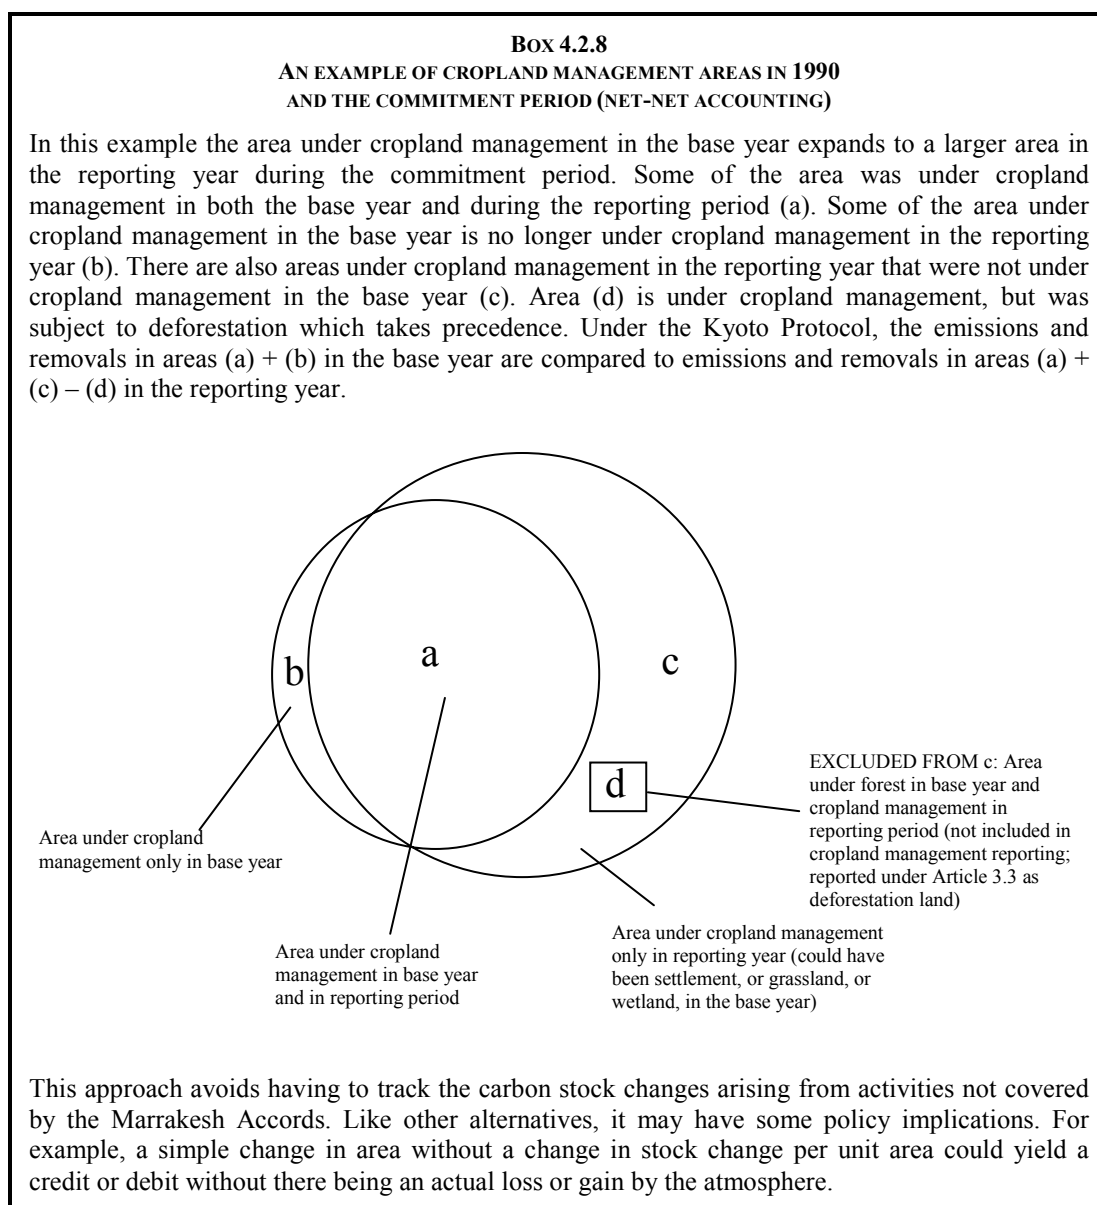 BOX 4.2.8
AN EXAMPLE OF CROPLAND MANAGEMENT AREAS IN 1990
AND THE COMMITMENT PERIOD (NET-NET ACCOUNTING)
In this example the area under cropland management in the base year expands to a larger area in
the reporting year during the commitment period. Some of the area was under cropland
management in both the base year and during the reporting period (a). Some of the area under
cropland management in the base year is no longer under cropland management in the reporting
year (b). There are also areas under cropland management in the reporting year that were not under
cropland management in the base year (c). Area (d) is under cropland management, but was
subject to deforestation which takes precedence. Under the Kyoto Protocol, the emissions and
removals in areas (a) + (b) in the base year are compared to emissions and removals in areas (a) +
(c) – (d) in the reporting year.
b
a
c
d
EXCLUDED FROM c: Area
under forest in base year and
cropland management in
reporting period (not included in
cropland management reporting;
reported under Article 3.3 as
deforestation land)
Area under cropland
management only in base year
Area under cropland
management in base year
and in reporting period
Area under cropland management
only in reporting year (could have
been settlement, or grassland, or
wetland, in the base year)
This approach avoids having to track the carbon stock changes arising from activities not covered
by the Marrakesh Accords. Like other alternatives, it may have some policy implications. For
example, a simple change in area without a change in stock change per unit area could yield a
credit or debit without there being an actual loss or gain by the atmosphere.